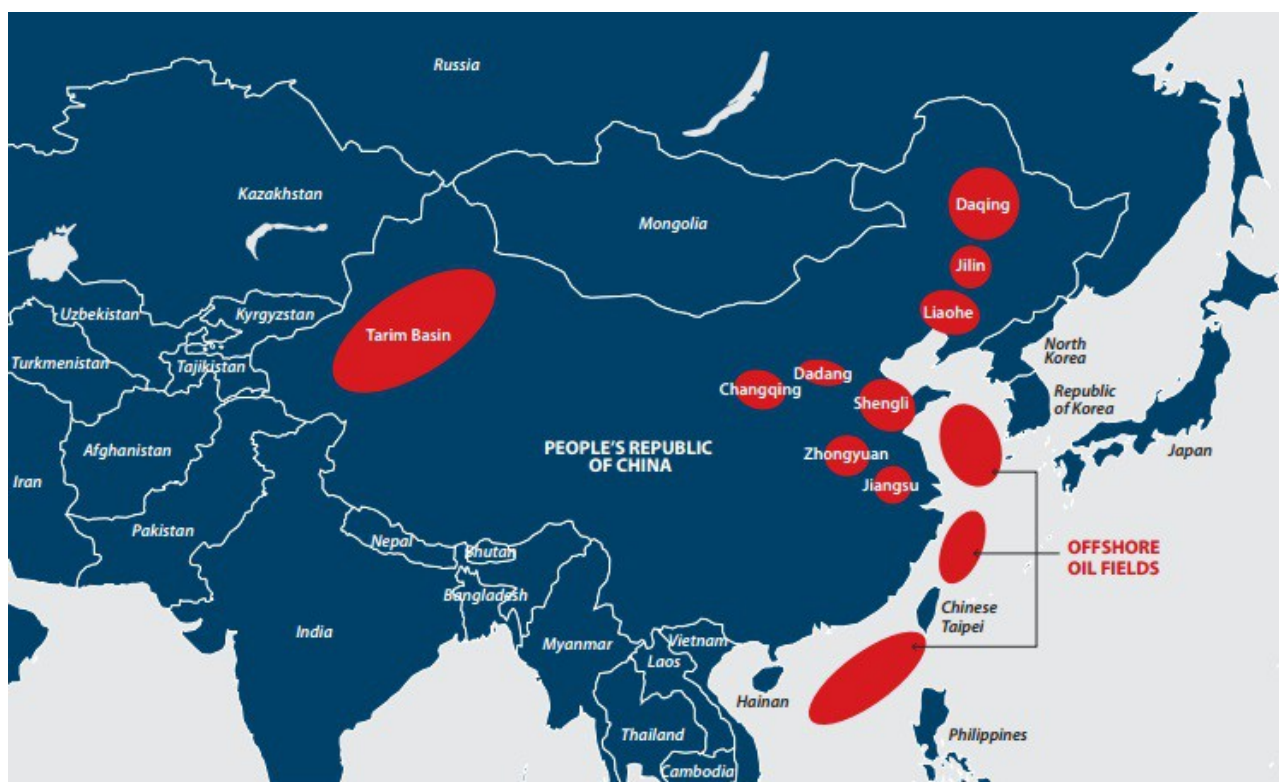 Russia
Kazakhstan
Mongolia
Daqing
Jilin
Liaohe
Uzbekistan
Kyrgyzstan
Tarim Basin
Turkmenistan
Tajikistan
North
Korea
Dadang
Changqing
Shengli
Republic
of Korea
Afghanistan
PEOPLE'S REPUBLIC
OF CHINA
Zhongyuan
Japan
Iran
Jiangsu
Pakistan
Nepal
Bhutan
OFFSHORE
OIL FIELDS
Bangladesh
Chinese
Taipei
India
Myanmar
Vietnam
Laos
Hainan
Thailand
Philippines
Cambodia